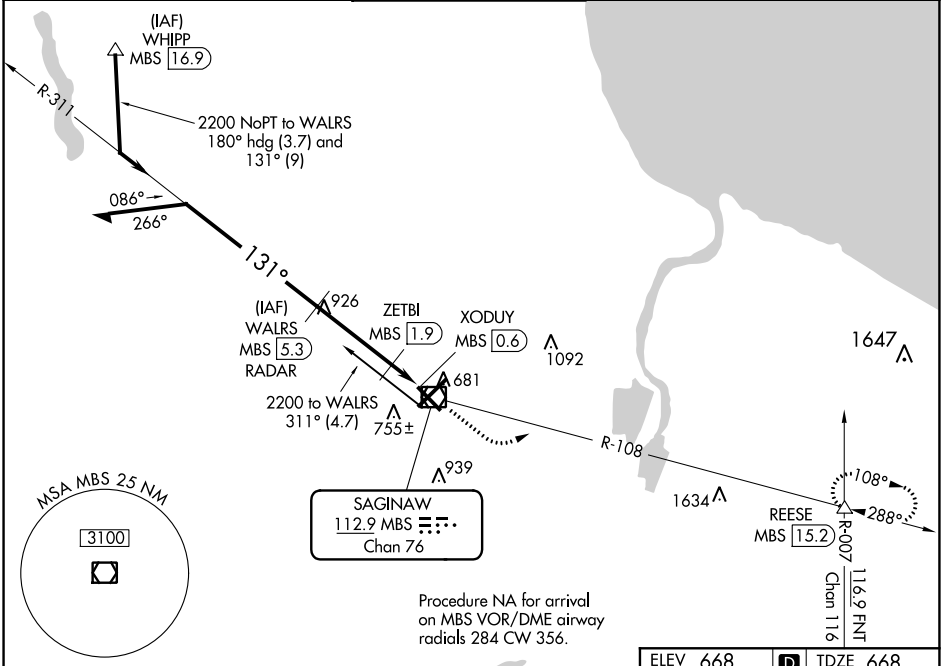 (IAF)
WHIPP
MBS 16.9
R-311
2200 NoPT to WALRS
180° hdg (3.7) and
131° (9)
086°
266°
131°
(IAF)
WALRS
MBS 5.3
RADAR
926
ZETBI
MBS 1.9
XODUY
MBS 0.6
1092
1647
681
2200 to WALRS
311° (4.7)
755±
R-108
939
1634
108°
288°
REESE
MBS 15.2
R-007
116.9 FNT
Chan 116
MSA MBS 25 NM
3100
SAGINAW
112.9 MBS
Chan 76
Procedure NA for arrival
on MBS VOR/DME airway
radials 284 CW 356.
ELEV 668 D TDZE 668